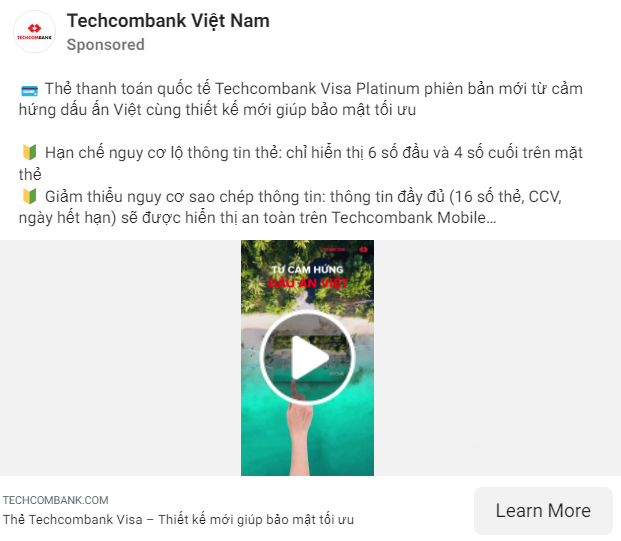 Techcombank Việt Nam
TECHCOMBANK
Sponsored
Thẻ thanh toán quốc tế Techcombank Visa Platinum phiên bản mới từ cảm
hứng dấu ấn Việt cùng thiết kế mới giúp bảo mật tối ưu
Hạn chế nguy cơ lộ thông tin thẻ: chỉ hiển thị 6 số đầu và 4 số cuối trên mặt
thẻ
Giảm thiểu nguy cơ sao chép thông tin: thông tin đầy đủ (16 số thẻ, CCV,
ngày hết hạn) sẽ được hiển thị an toàn trên Techcombank Mobile...
TỪ CẢM HỨNG
DẤU ẤN VIỆT
TECHCOMBANK.COM
Thẻ Techcombank Visa – Thiết kế mới giúp bảo mật tối ưu
Learn More